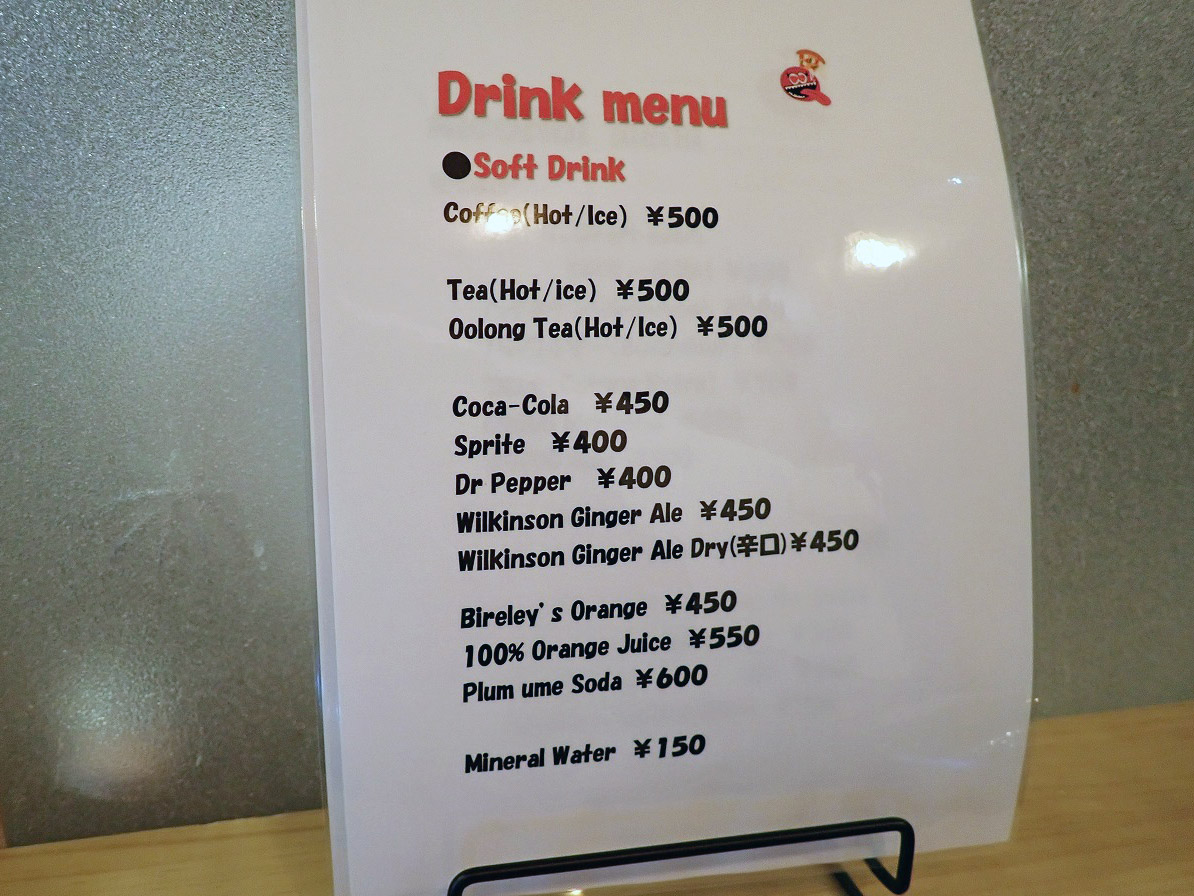 Drink menu
●Soft Drink
Coffee(Hot/Ice) ¥500
Tea(Hot/ice) ¥500
Oolong Tea(Hot/Ice) ¥500
Coca-Cola ¥450
Sprite ¥400
Dr Pepper ¥400
Wilkinson Ginger Ale ¥450
Wilkinson Ginger Ale Dry(辛口)¥450
Bireley's Orange ¥450
100% Orange Juice ¥550
Plum ume Soda ¥600
Mineral Water ¥150